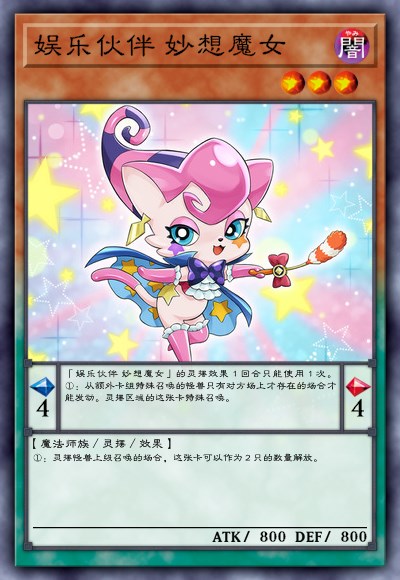 娱乐伙伴 妙想魔女
やみ
闇
「娱乐伙伴 妙想魔女」的灵摆效果1回合只能使用1次。
①：从额外卡组特殊召唤的怪兽只有对方场上才存在的场合才
能发动。灵摆区域的这张卡特殊召唤。
4
4
【魔法师族／灵摆／效果】
①：灵摆怪兽上级召唤的场合，这张卡可以作为2只的数量解放。
ATK/ 800 DEF/ 800